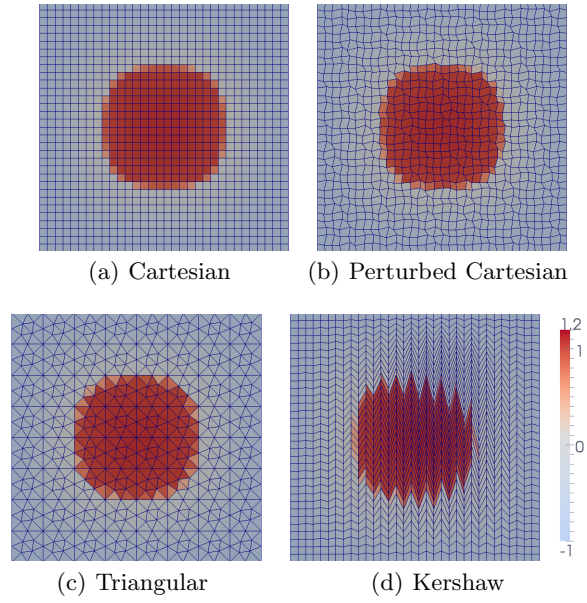 (a) Cartesian
(b) Perturbed Cartesian
1.2
1
0
-1
(c) Triangular
(d) Kershaw